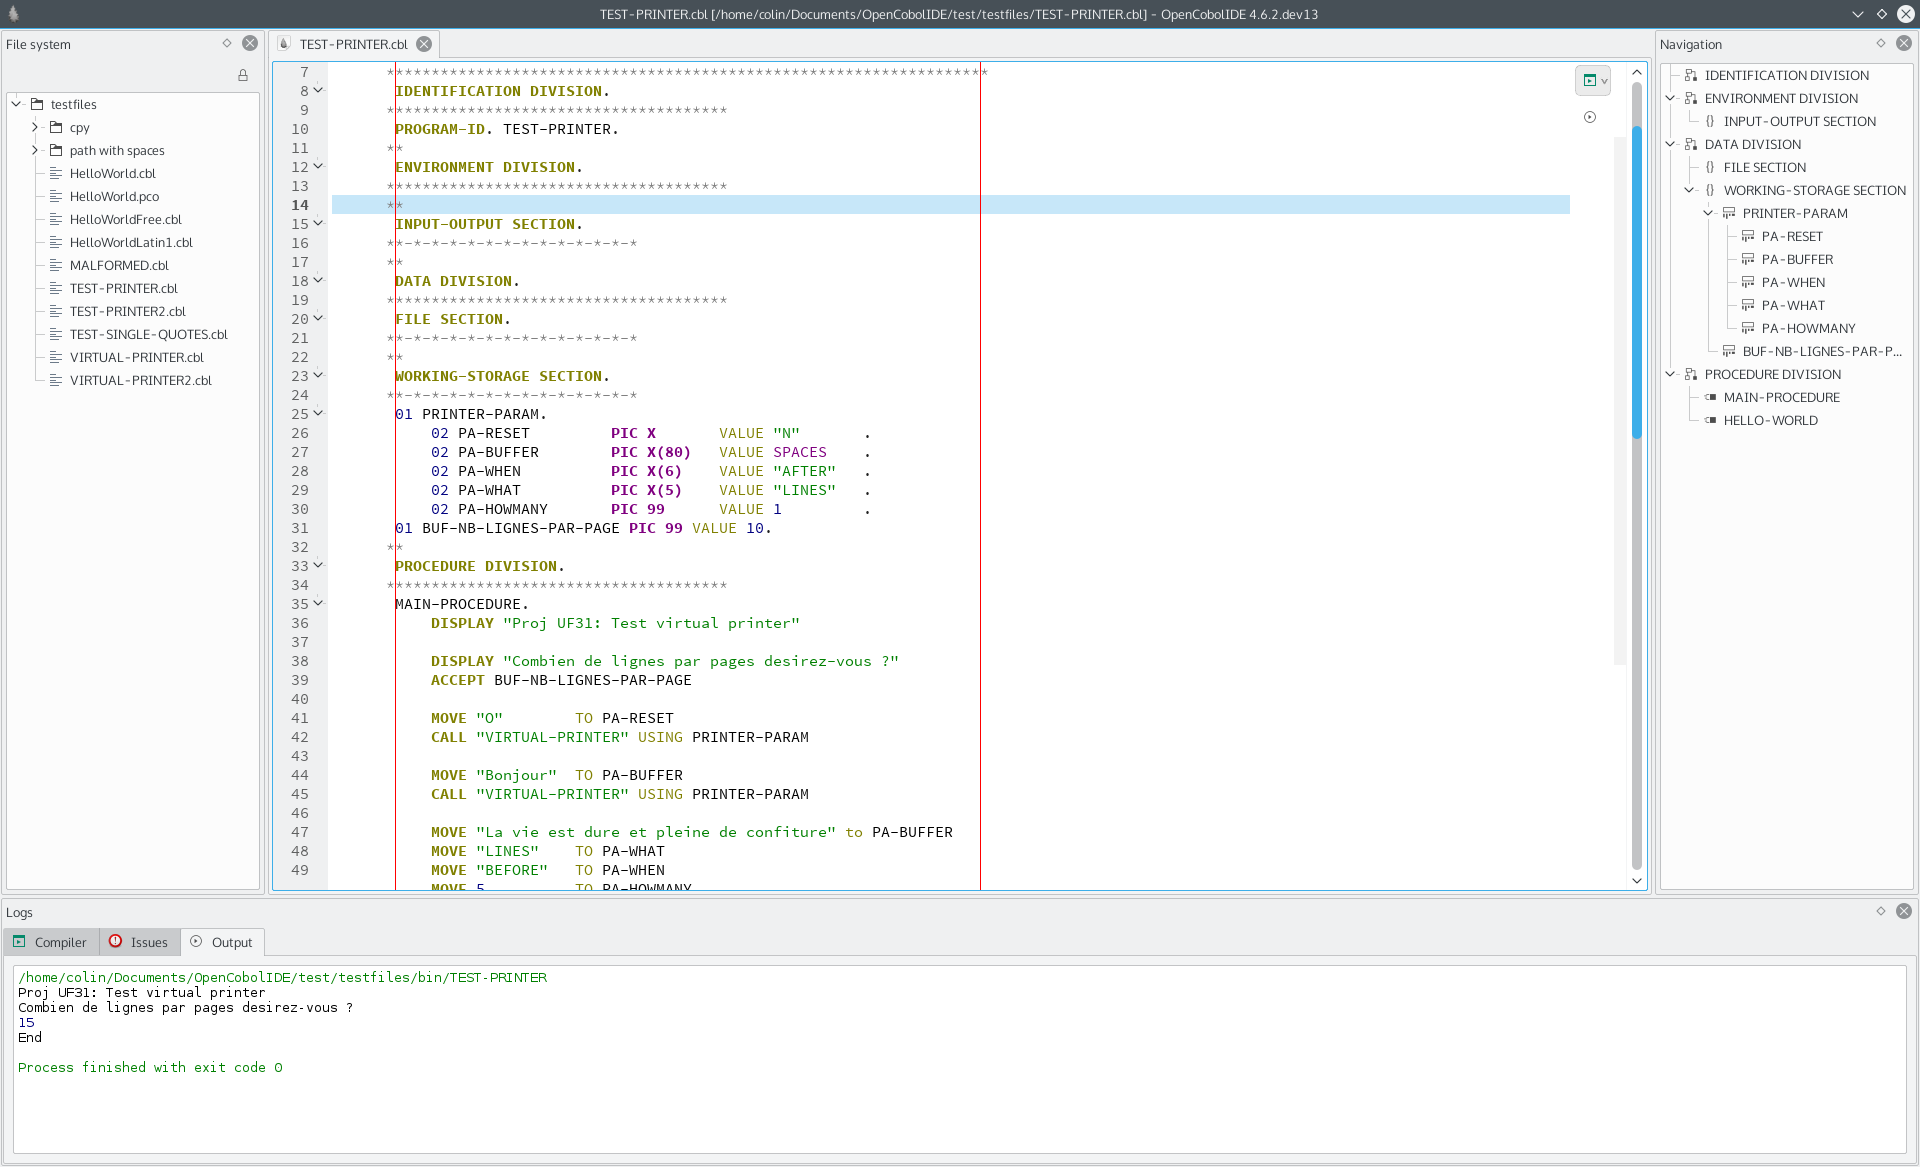 TEST-PRINTER.cbl [/home/colin/Documents/OpenCobolIDE/test/testfiles/TEST-PRINTER.cbl] - OpenCobolIDE 4.6.2.dev13
File system
testfiles
cpy
path with spaces
HelloWorld.cbl
HelloWorld.pco
HelloWorldFree.cbl
HelloWorldLatin1.cbl
MALFORMED.cbl
TEST-PRINTER.cbl
TEST-PRINTER2.cbl
TEST-SINGLE-QUOTES.cbl
VIRTUAL-PRINTER.cbl
VIRTUAL-PRINTER2.cbl
TEST-PRINTER.cbl
7 *******************************************************************
8 IDENTIFICATION DIVISION.
9 **************************************
10 PROGRAM-ID. TEST-PRINTER.
11 **
12 ENVIRONMENT DIVISION.
13 **************************************
14 **
15 INPUT-OUTPUT SECTION.
16 **-*-*-*-*-*-*-*-*-*-*-*-*-*
17 **
18 DATA DIVISION.
19 **************************************
20 FILE SECTION.
21 **-*-*-*-*-*-*-*-*-*-*-*-*-*
22 **
23 WORKING-STORAGE SECTION.
24 **-*-*-*-*-*-*-*-*-*-*-*-*-*
25 01 PRINTER-PARAM.
26 02 PA-RESET PIC X VALUE "N" .
27 02 PA-BUFFER PIC X(80) VALUE SPACES .
28 02 PA-WHEN PIC X(6) VALUE "AFTER" .
29 02 PA-WHAT PIC X(5) VALUE "LINES" .
30 02 PA-HOWMANY PIC 99 VALUE 1 .
31 01 BUF-NB-LIGNES-PAR-PAGE PIC 99 VALUE 10.
32 **
33 PROCEDURE DIVISION.
34 **************************************
35 MAIN-PROCEDURE.
36 DISPLAY "Proj UF31: Test virtual printer"
37
38 DISPLAY "Combien de lignes par pages desirez-vous ?"
39 ACCEPT BUF-NB-LIGNES-PAR-PAGE
40
41 MOVE "O" TO PA-RESET
42 CALL "VIRTUAL-PRINTER" USING PRINTER-PARAM
43
44 MOVE "Bonjour" TO PA-BUFFER
45 CALL "VIRTUAL-PRINTER" USING PRINTER-PARAM
46
47 MOVE "La vie est dure et pleine de confiture" to PA-BUFFER
48 MOVE "LINES" TO PA-WHAT
49 MOVE "BEFORE" TO PA-WHEN
MOVE 5 TO PA-HOWMANY
Navigation
IDENTIFICATION DIVISION
ENVIRONMENT DIVISION
{} INPUT-OUTPUT SECTION
DATA DIVISION
{} FILE SECTION
{} WORKING-STORAGE SECTION
PRINTER-PARAM
PA-RESET
PA-BUFFER
PA-WHEN
PA-WHAT
PA-HOWMANY
BUF-NB-LIGNES-PAR-P...
PROCEDURE DIVISION
MAIN-PROCEDURE
HELLO-WORLD
Logs
Compiler Issues Output
/home/colin/Documents/OpenCobolIDE/test/testfiles/bin/TEST-PRINTER
Proj UF31: Test virtual printer
Combien de lignes par pages desirez-vous ?
15
End
Process finished with exit code 0